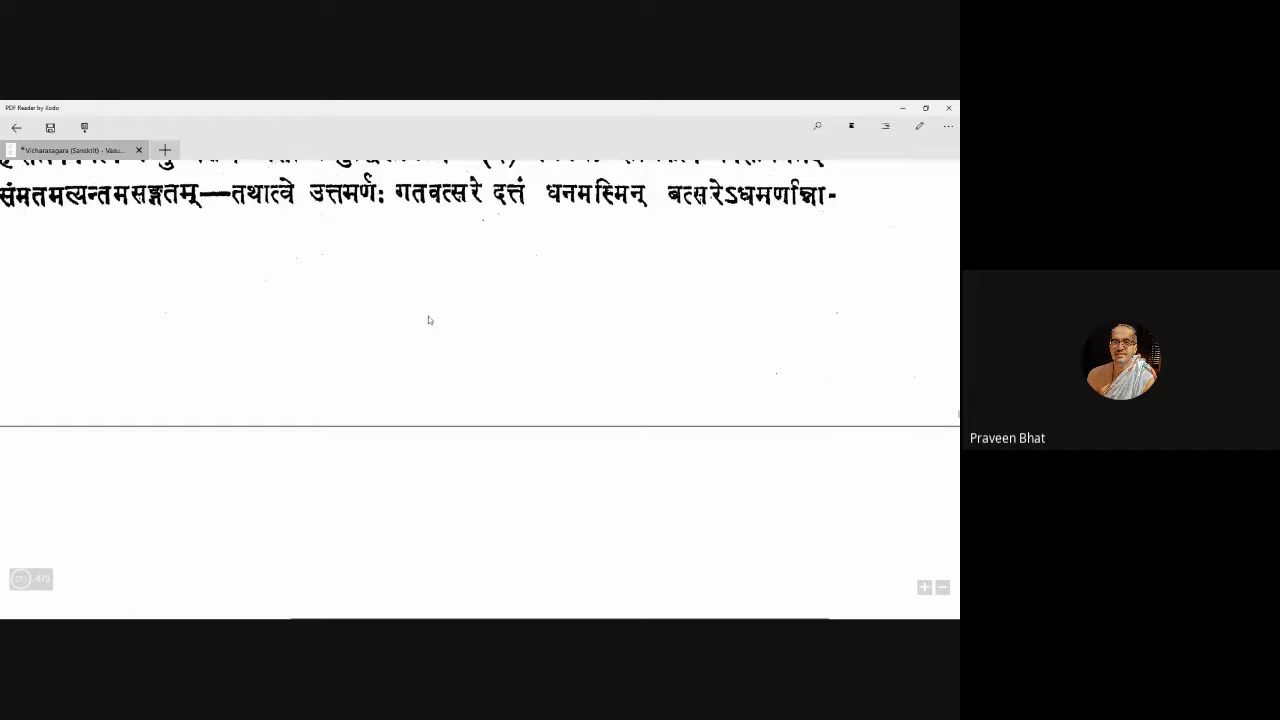 PDF Reader by Xodo
*Vicharasagara (Sanskrit) - Vasu...
संमतमत्यन्तमसङ्गतम्—तथात्वे उत्तमर्णः गतवत्सरे दत्तं धनमस्मिन् बत्सरेऽधमर्णान्ना-
Praveen Bhat